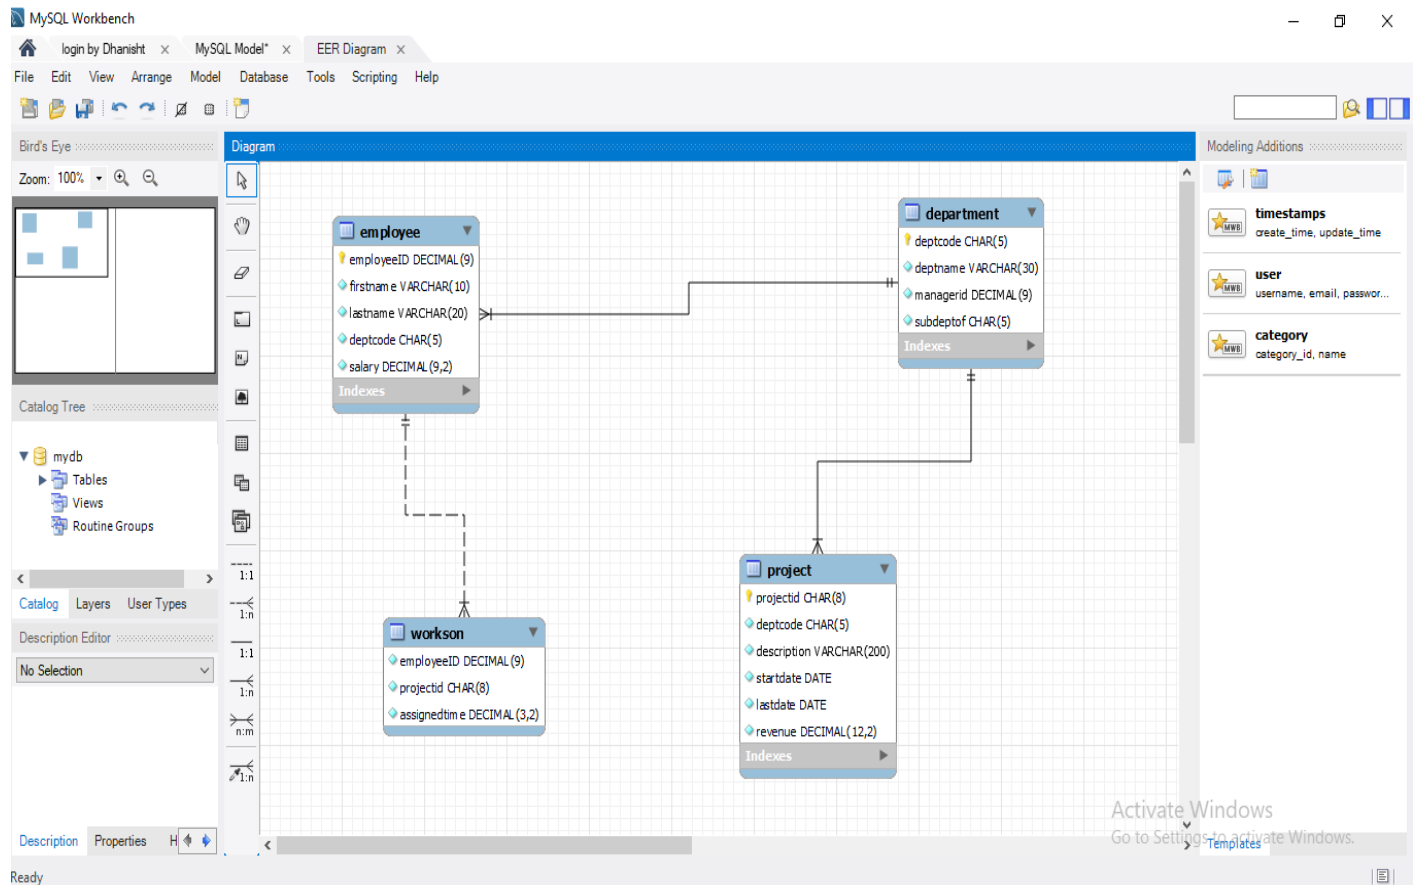 MySQL Workbench
login by Dhanisht
MySQL Model*
EER Diagram
File Edit View Arrange Model Database Tools Scripting Help
Bird's Eye
Zoom: 100%
Catalog Tree
mydb
Tables
Views
Routine Groups
Catalog Layers User Types
Description Editor
No Selection
Description Properties H
Ready
Diagram
1:1
1:n
1:1
1:n
n:m
1:n
employee
employeeID DECIMAL(9)
firstname VARCHAR(10)
lastname VARCHAR(20)
deptcode CHAR(5)
salary DECIMAL(9,2)
Indexes
department
deptcode CHAR(5)
deptname VARCHAR(30)
managerid DECIMAL(9)
subdeptof CHAR(5)
Indexes
workson
employeeID DECIMAL(9)
projectid CHAR(8)
assignedtime DECIMAL(3,2)
project
projectid CHAR(8)
deptcode CHAR(5)
description VARCHAR(200)
startdate DATE
lastdate DATE
revenue DECIMAL(12,2)
Indexes
Modeling Additions
timestamps
create_time, update_time
user
username, email, passwor...
category
category_id, name
Activate Windows
Go to Settings to activate Windows.
Templates